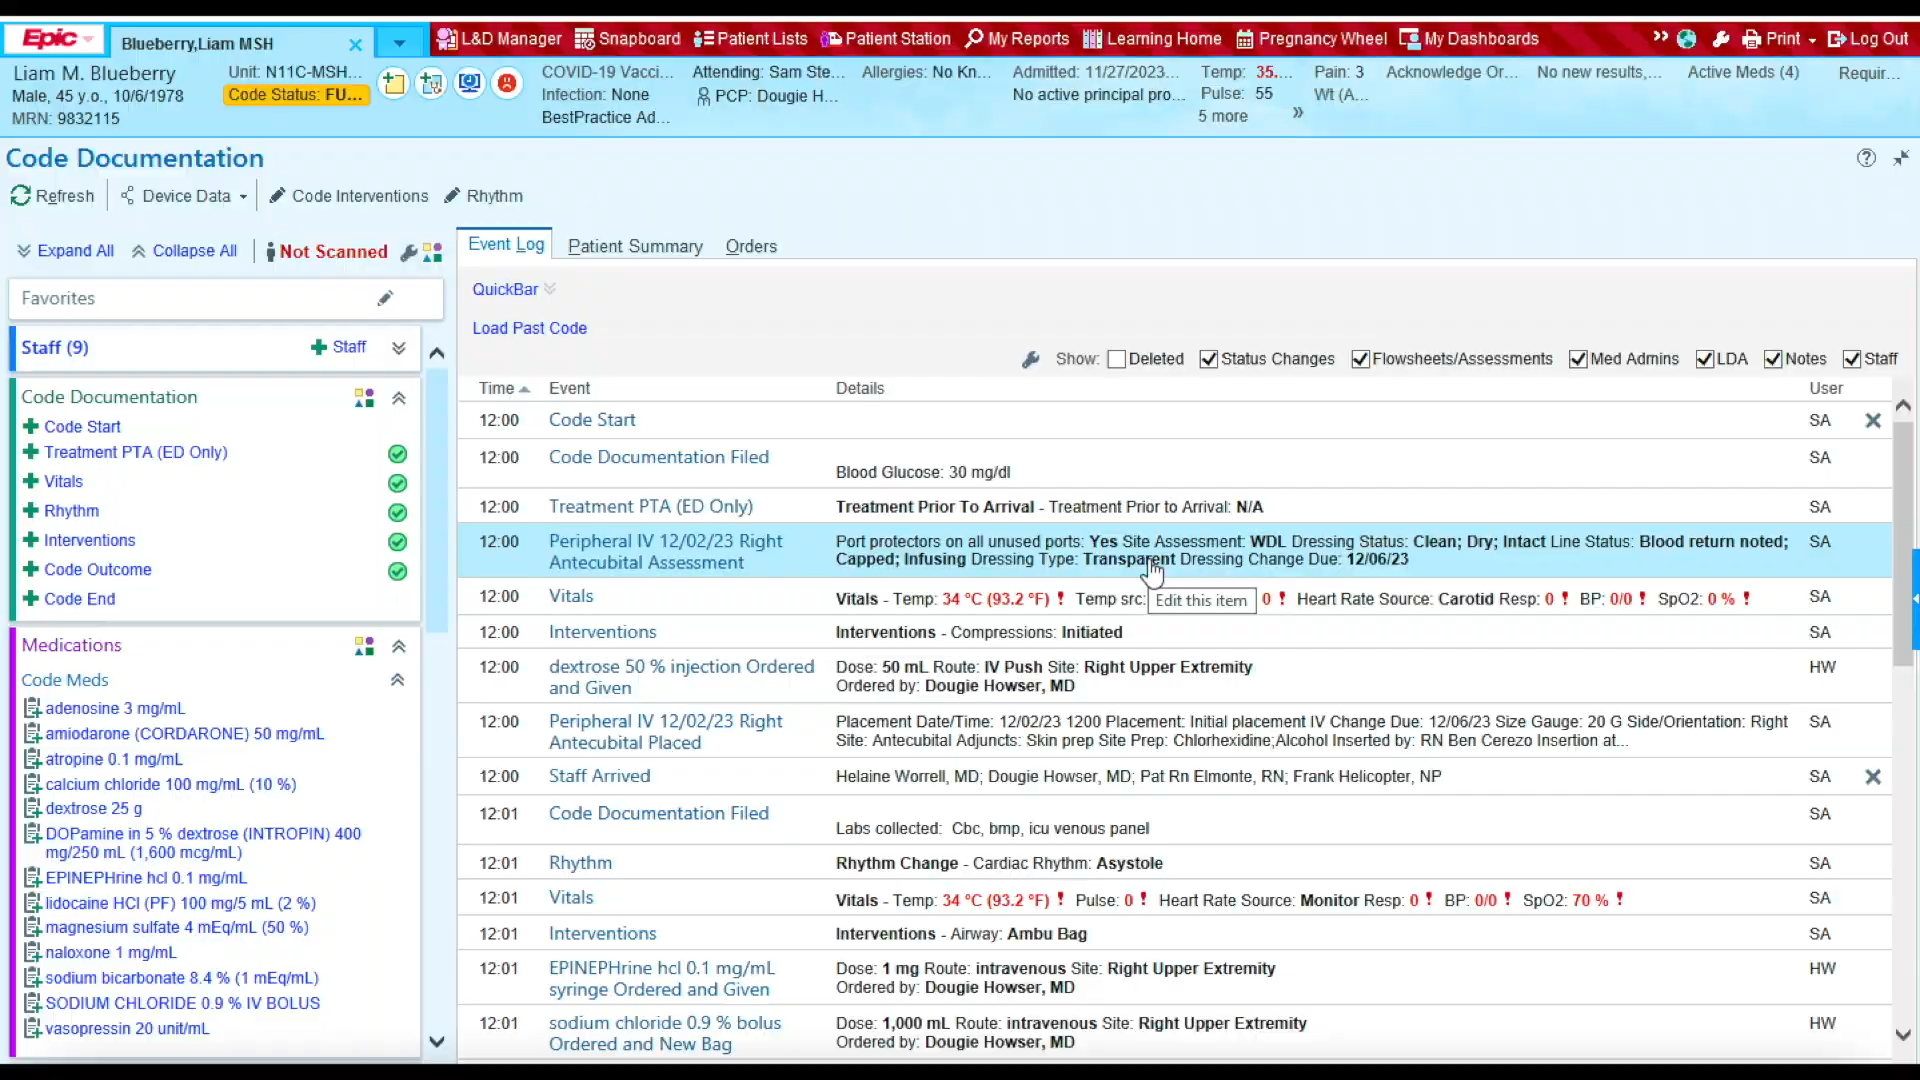 Epic
Blueberry,Liam MSH
L&D Manager
Snapboard
Patient Lists
Patient Station
My Reports
Learning Home
Pregnancy Wheel
My Dashboards
Print
Log Out
Liam M. Blueberry
Male, 45 y.o., 10/6/1978
MRN: 9832115
Unit: N11C-MSH...
Code Status: FU...
COVID-19 Vacci...
Infection: None
BestPractice Ad...
Attending: Sam Ste...
PCP: Dougie H...
Allergies: No Kn...
Admitted: 11/27/2023...
No active principal pro...
Temp: 35....
Pulse: 55
5 more
Pain: 3
Wt (A...
Acknowledge Or...
No new results,...
Active Meds (4)
Requir...
Code Documentation
Refresh
Device Data
Code Interventions
Rhythm
Expand All
Collapse All
Not Scanned
Favorites
Staff (9)
Staff
Code Documentation
Code Start
Treatment PTA (ED Only)
Vitals
Rhythm
Interventions
Code Outcome
Code End
Medications
Code Meds
adenosine 3 mg/mL
amiodarone (CORDARONE) 50 mg/mL
atropine 0.1 mg/mL
calcium chloride 100 mg/mL (10 %)
dextrose 25 g
DOPamine in 5 % dextrose (INTROPIN) 400
mg/250 mL (1,600 mcg/mL)
EPINEPHrine hcl 0.1 mg/mL
lidocaine HCl (PF) 100 mg/5 mL (2 %)
magnesium sulfate 4 mEq/mL (50 %)
naloxone 1 mg/mL
sodium bicarbonate 8.4 % (1 mEq/mL)
SODIUM CHLORIDE 0.9 % IV BOLUS
vasopressin 20 unit/mL
Event Log
Patient Summary
Orders
QuickBar
Load Past Code
Show: Deleted Status Changes Flowsheets/Assessments Med Admins LDA Notes Staff
Time Event Details User
12:00 Code Start SA
12:00 Code Documentation Filed SA
Blood Glucose: 30 mg/dl
12:00 Treatment PTA (ED Only) Treatment Prior To Arrival - Treatment Prior to Arrival: N/A SA
12:00 Peripheral IV 12/02/23 Right Port protectors on all unused ports: Yes Site Assessment: WDL Dressing Status: Clean; Dry; Intact Line Status: Blood return noted; SA
Antecubital Assessment Capped; Infusing Dressing Type: Transparent Dressing Change Due: 12/06/23
12:00 Vitals Vitals - Temp: 34 °C (93.2 °F) ! Temp src: 0 ! Heart Rate Source: Carotid Resp: 0 ! BP: 0/0 ! SpO2: 0 % ! SA
Edit this item
12:00 Interventions Interventions - Compressions: Initiated SA
12:00 dextrose 50 % injection Ordered Dose: 50 mL Route: IV Push Site: Right Upper Extremity HW
and Given Ordered by: Dougie Howser, MD
12:00 Peripheral IV 12/02/23 Right Placement Date/Time: 12/02/23 1200 Placement: Initial placement IV Change Due: 12/06/23 Size Gauge: 20 G Side/Orientation: Right SA
Antecubital Placed Site: Antecubital Adjuncts: Skin prep Site Prep: Chlorhexidine;Alcohol Inserted by: RN Ben Cerezo Insertion at...
12:00 Staff Arrived Helaine Worrell, MD; Dougie Howser, MD; Pat Rn Elmonte, RN; Frank Helicopter, NP SA
12:01 Code Documentation Filed SA
Labs collected: Cbc, bmp, icu venous panel
12:01 Rhythm Rhythm Change - Cardiac Rhythm: Asystole SA
12:01 Vitals Vitals - Temp: 34 °C (93.2 °F) ! Pulse: 0 ! Heart Rate Source: Monitor Resp: 0 ! BP: 0/0 ! SpO2: 70 % ! SA
12:01 Interventions Interventions - Airway: Ambu Bag SA
12:01 EPINEPHrine hcl 0.1 mg/mL Dose: 1 mg Route: intravenous Site: Right Upper Extremity HW
syringe Ordered and Given Ordered by: Dougie Howser, MD
12:01 sodium chloride 0.9 % bolus Dose: 1,000 mL Route: intravenous Site: Right Upper Extremity HW
Ordered and New Bag Ordered by: Dougie Howser, MD